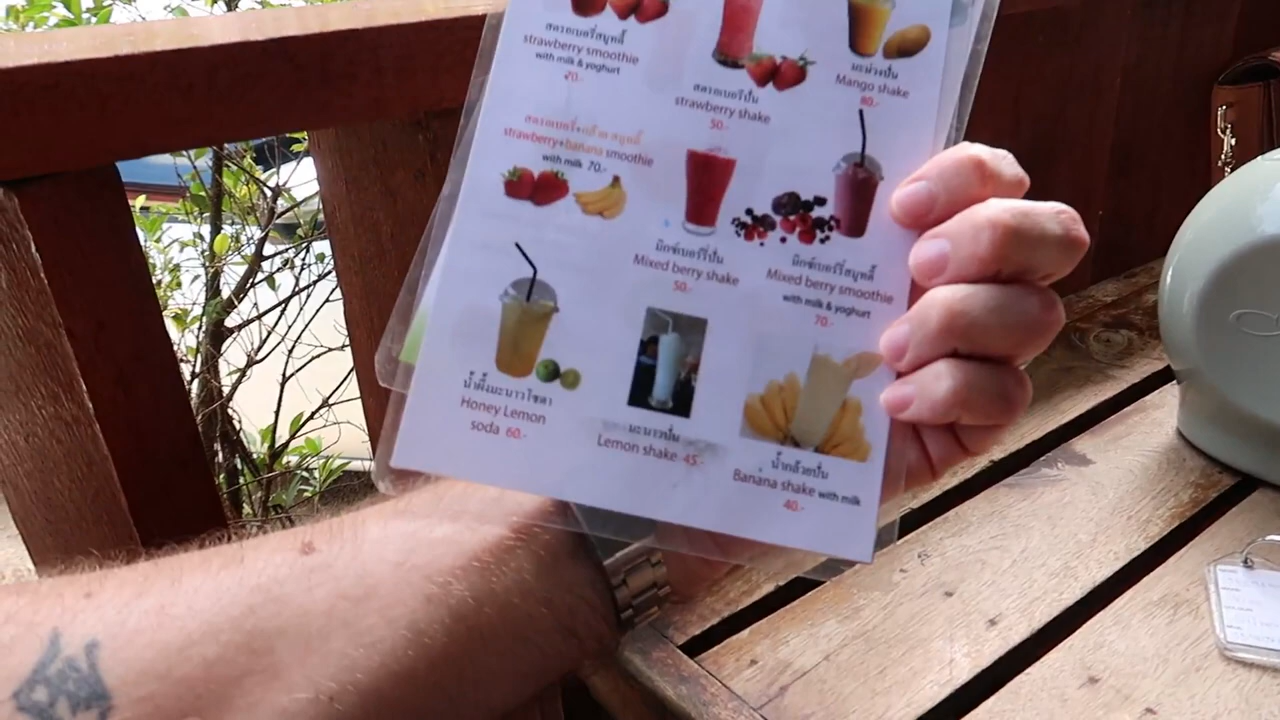 สตรอเบอรี่สมูทตี้
strawberry smoothie
with milk & yoghurt
70.-
สตรอเบอรี่ปั่น
strawberry shake
50.-
มะม่วงปั่น
Mango shake
80.-
สตรอเบอรี่+กล้วย สมูทตี้
strawberry+banana smoothie
with milk 70.-
มิกซ์เบอร์รี่ปั่น
Mixed berry shake
50.-
มิกซ์เบอร์รี่สมูตตี้
Mixed berry smoothie
with milk & yoghurt
70.-
น้ำผึ้งมะนาวโซดา
Honey Lemon
soda 60.-
มะนาวปั่น
Lemon shake 45.-
น้ำกล้วยปั่น
Banana shake with milk
40.-